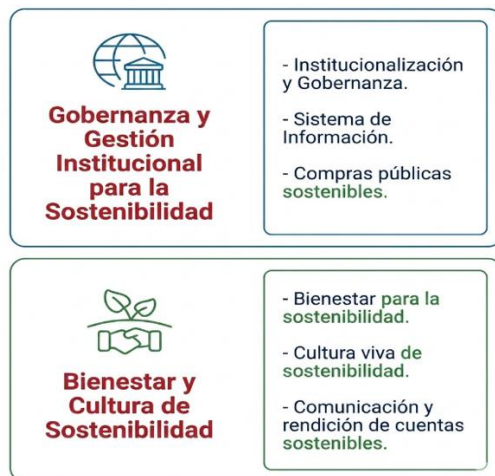 Gobernanza y
Gestión
Institucional
para la
Sostenibilidad
- Institucionalización
y Gobernanza.
- Sistema de
Información.
- Compras públicas
sostenibles.
Bienestar y
Cultura de
Sostenibilidad
- Bienestar para la
sostenibilidad.
- Cultura viva de
sostenibilidad.
- Comunicación y
rendición de cuentas
sostenibles.